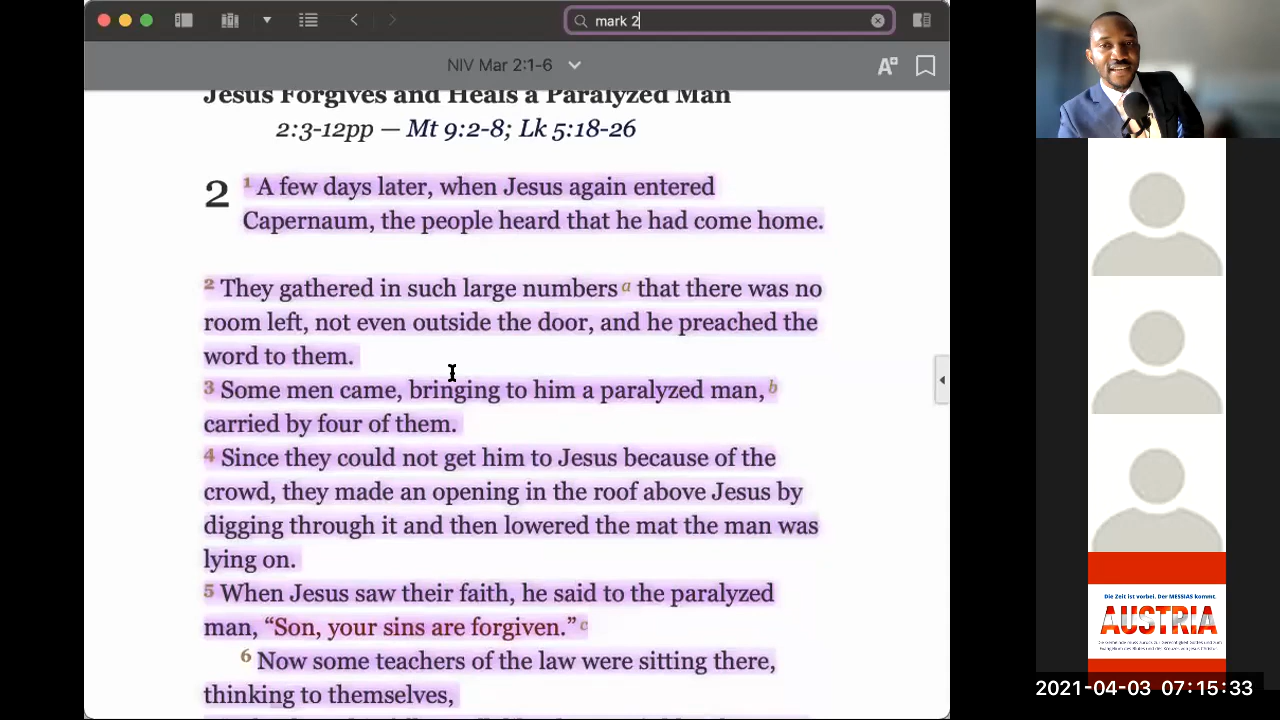 mark 2
NIV Mar 2:1-6
A
Jesus Forgives and Heals a Paralyzed Man
2:3-12pp — Mt 9:2-8; Lk 5:18-26
2 1 A few days later, when Jesus again entered
Capernaum, the people heard that he had come home.
2 They gathered in such large numbers a that there was no
room left, not even outside the door, and he preached the
word to them.
3 Some men came, bringing to him a paralyzed man, b
carried by four of them.
4 Since they could not get him to Jesus because of the
crowd, they made an opening in the roof above Jesus by
digging through it and then lowered the mat the man was
lying on.
5 When Jesus saw their faith, he said to the paralyzed
man, “Son, your sins are forgiven.” c
6 Now some teachers of the law were sitting there,
thinking to themselves,
Die Zeit ist vorbei. Der MESSIAS kommt.
AUSTRIA
2021-04-03 07:15:33